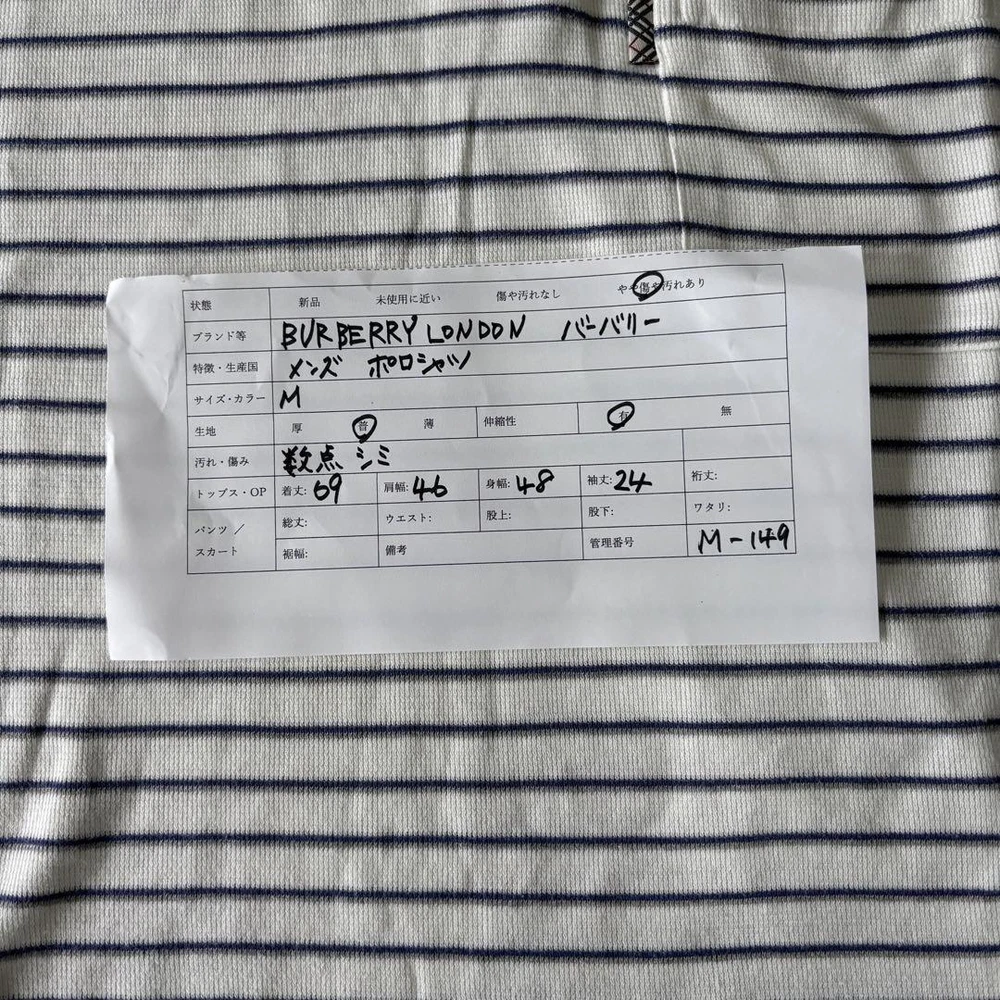 状態 新品 未使用に近い 傷や汚れなし やや傷や汚れあり
ブランド等 BURBERRY LONDON バーバリー
特徴・生産国 メンズ ポロシャツ
サイズ・カラー M
生地 厚 普 薄 伸縮性 有 無
汚れ・傷み 数点 シミ
トップス・OP 着丈: 69 肩幅: 46 身幅: 48 袖丈: 24 裄丈:
パンツ / 総丈: ウエスト: 股上: 股下: ワタリ:
スカート 裾幅: 備考 管理番号 M-149